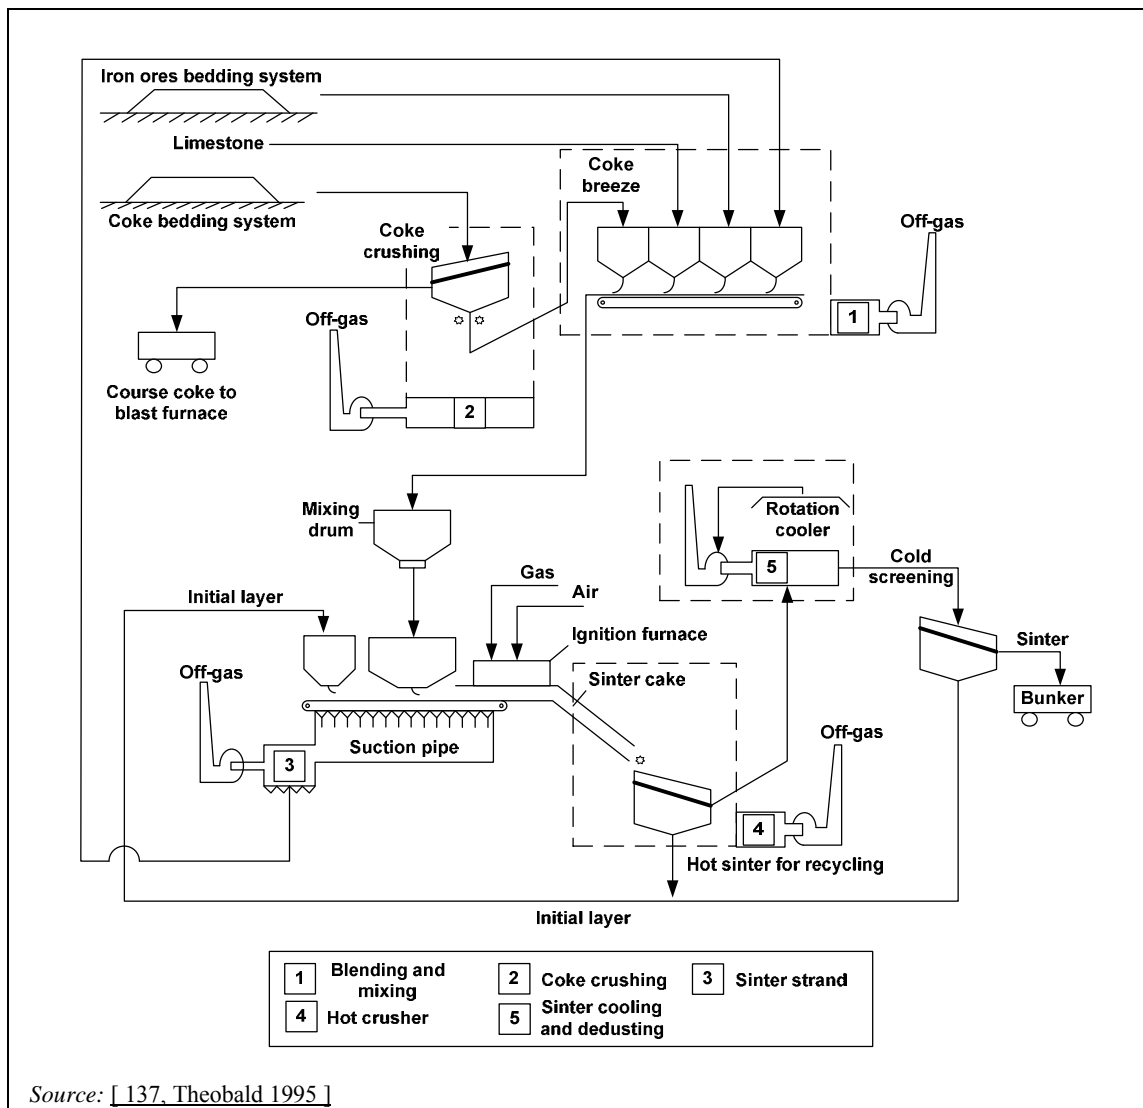 Iron ores bedding system
Limestone
Coke
breeze
Coke bedding system
Coke
crushing
Off-gas
Off-gas
1
Course coke to
blast furnace
2
Mixing
drum
Rotation
cooler
5
Cold
screening
Gas
Air
Initial layer
Ignition furnace
Sinter
Off-gas
Sinter cake
Bunker
Suction pipe
3
Off-gas
4
Hot sinter for recycling
Initial layer
1 Blending and
mixing
2 Coke crushing
3 Sinter strand
4 Hot crusher
5 Sinter cooling
and dedusting
Source: [ 137, Theobald 1995 ]